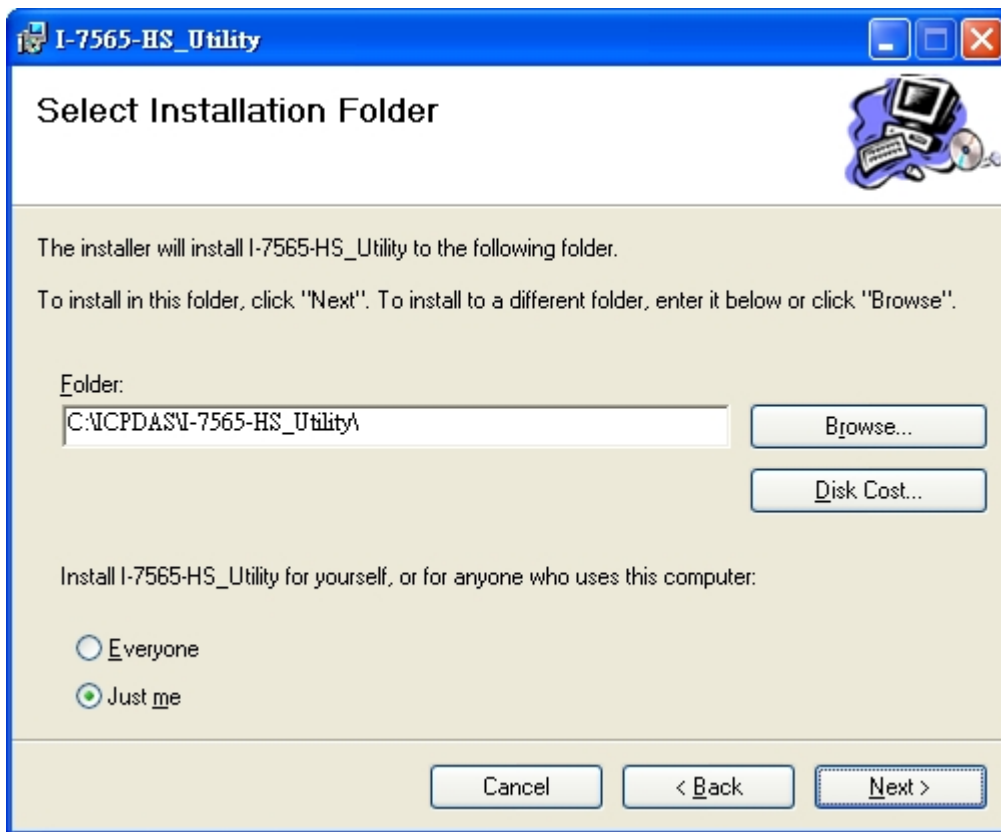 I-7565-HS_Utility
Select Installation Folder
The installer will install I-7565-HS_Utility to the following folder.
To install in this folder, click "Next". To install to a different folder, enter it below or click "Browse".
Folder:
C:\ICPDAS\I-7565-HS_Utility\
Browse...
Disk Cost...
Install I-7565-HS_Utility for yourself, or for anyone who uses this computer:
Everyone
Just me
Cancel
< Back
Next >